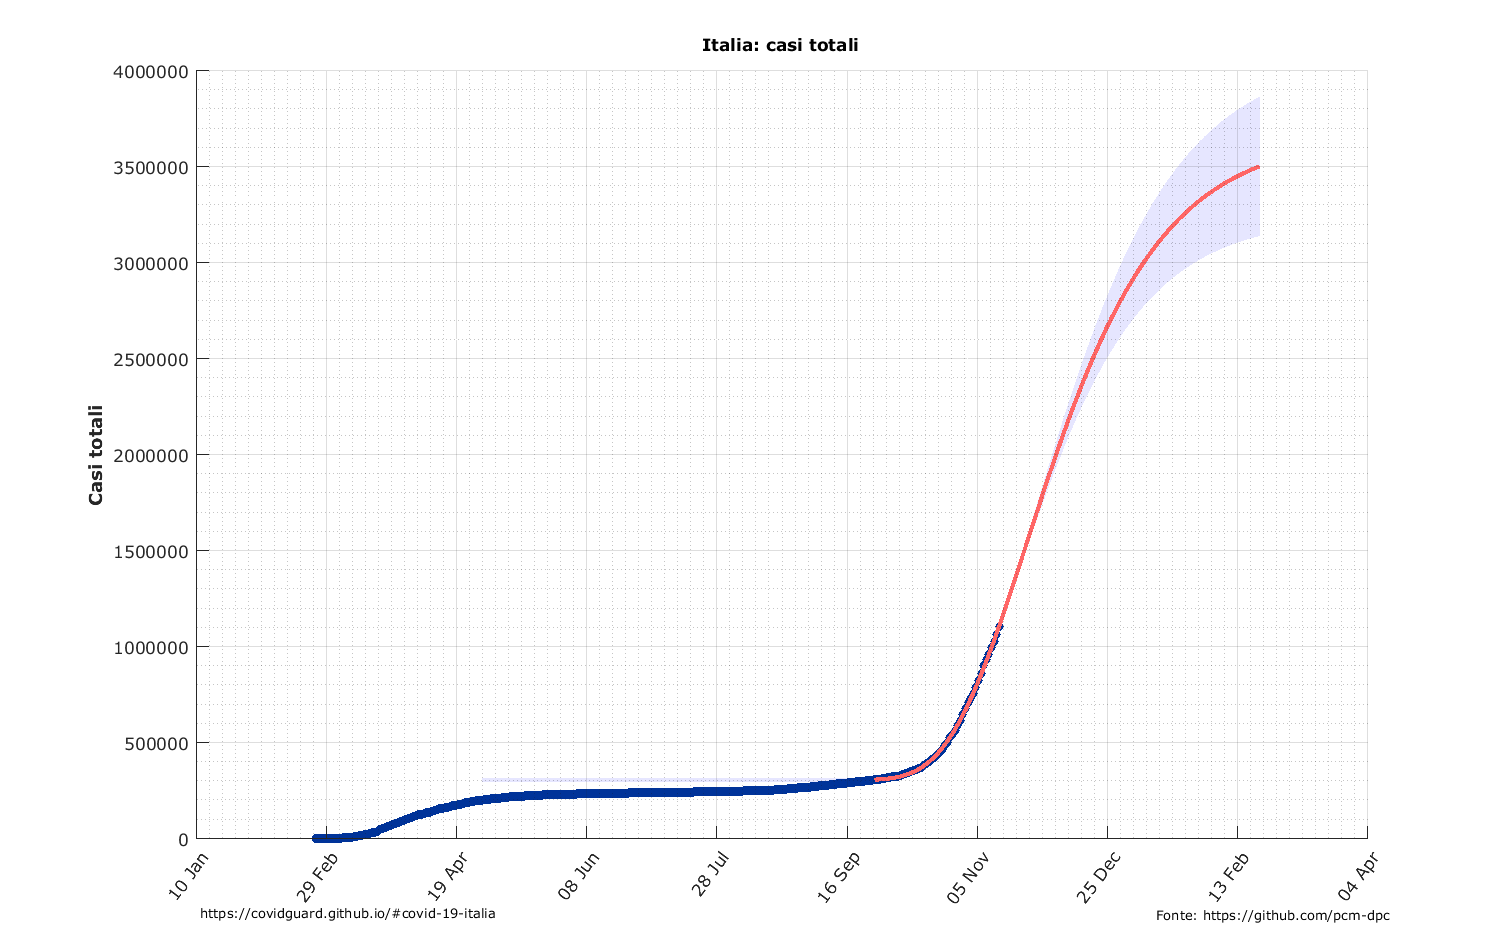 Italia: casi totali
4000000
3500000
3000000
2500000
2000000
1500000
1000000
500000
0
Casi totali
10 Jan
29 Feb
19 Apr
08 Jun
28 Jul
16 Sep
05 Nov
25 Dec
13 Feb
04 Apr
https://covidguard.github.io/#covid-19-italia
Fonte: https://github.com/pcm-dpc